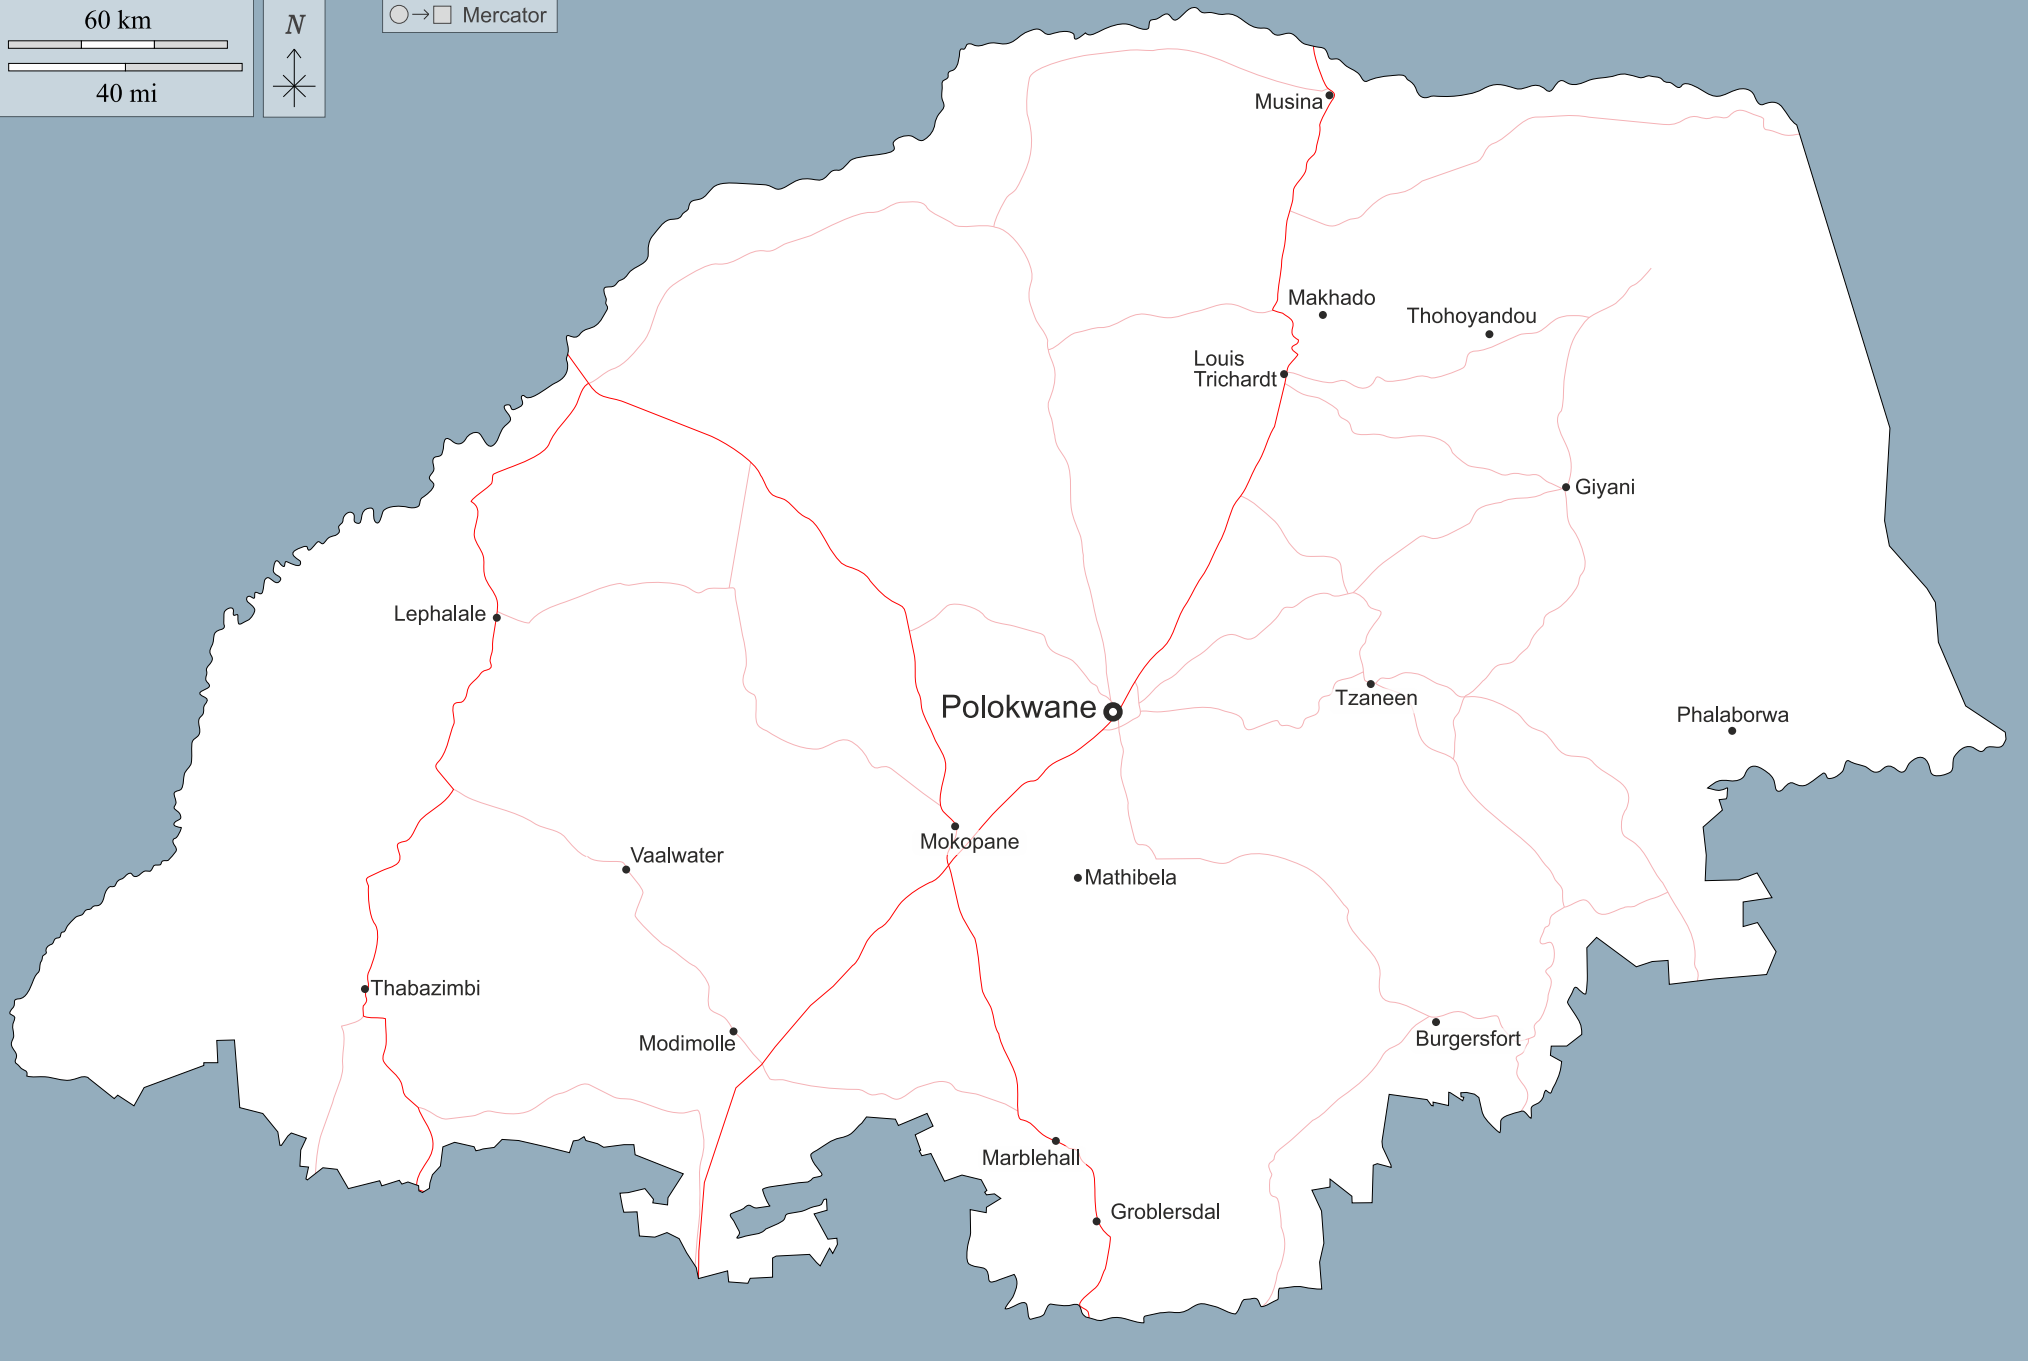 60 km
40 mi
N
Mercator
Musina
Makhado
Thohoyandou
Louis
Trichardt
Giyani
Lephalale
Polokwane
Tzaneen
Phalaborwa
Mokopane
Vaalwater
Mathibela
Thabazimbi
Modimolle
Burgersfort
Marblehall
Groblersdal